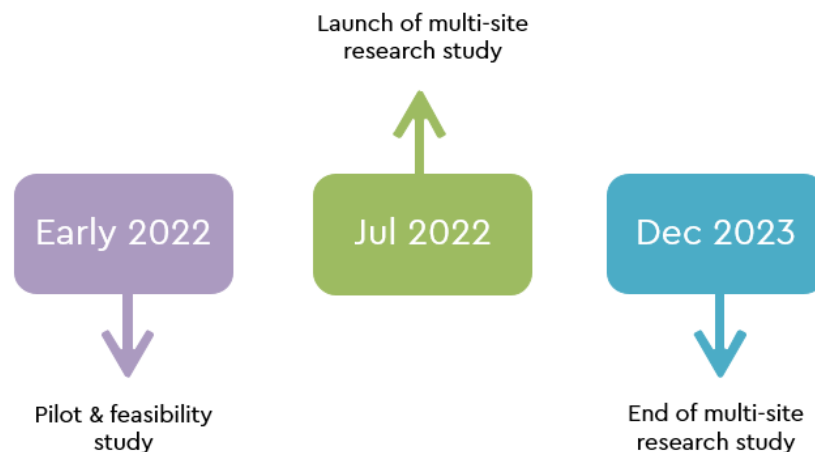 Launch of multi-site
research study
Early 2022
Jul 2022
Dec 2023
Pilot & feasibility
study
End of multi-site
research study